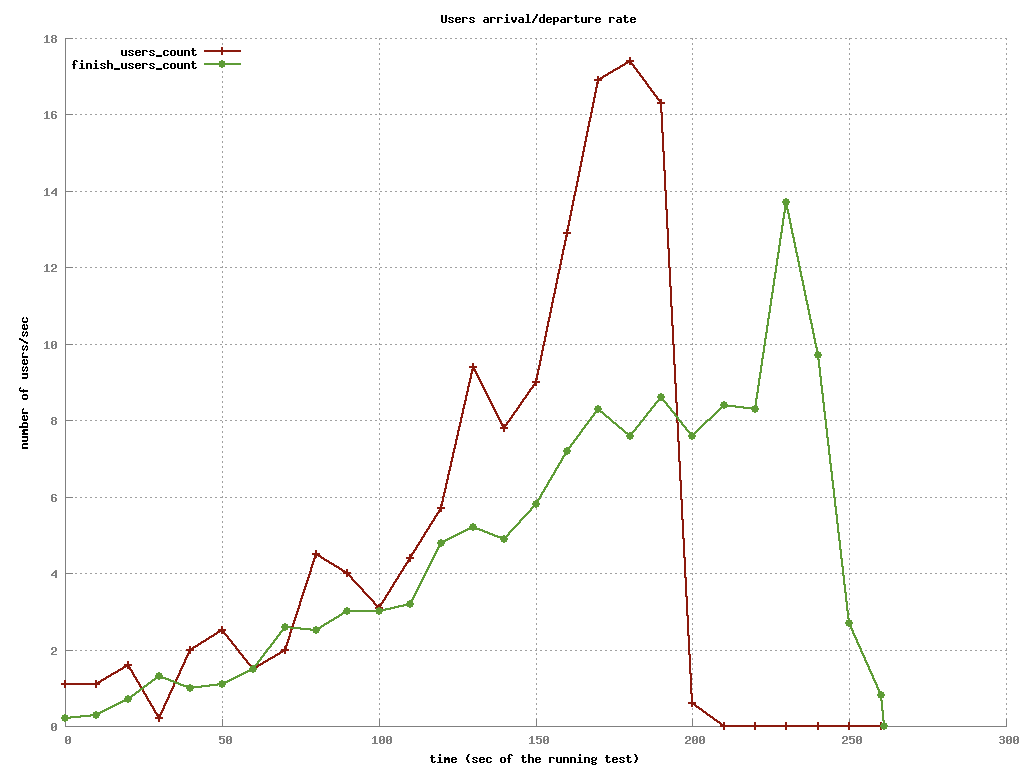 Users arrival/departure rate
users_count
finish_users_count
18
16
14
12
10
8
6
4
2
0
number of users/sec
0 50 100 150 200 250 300
time (sec of the running test)